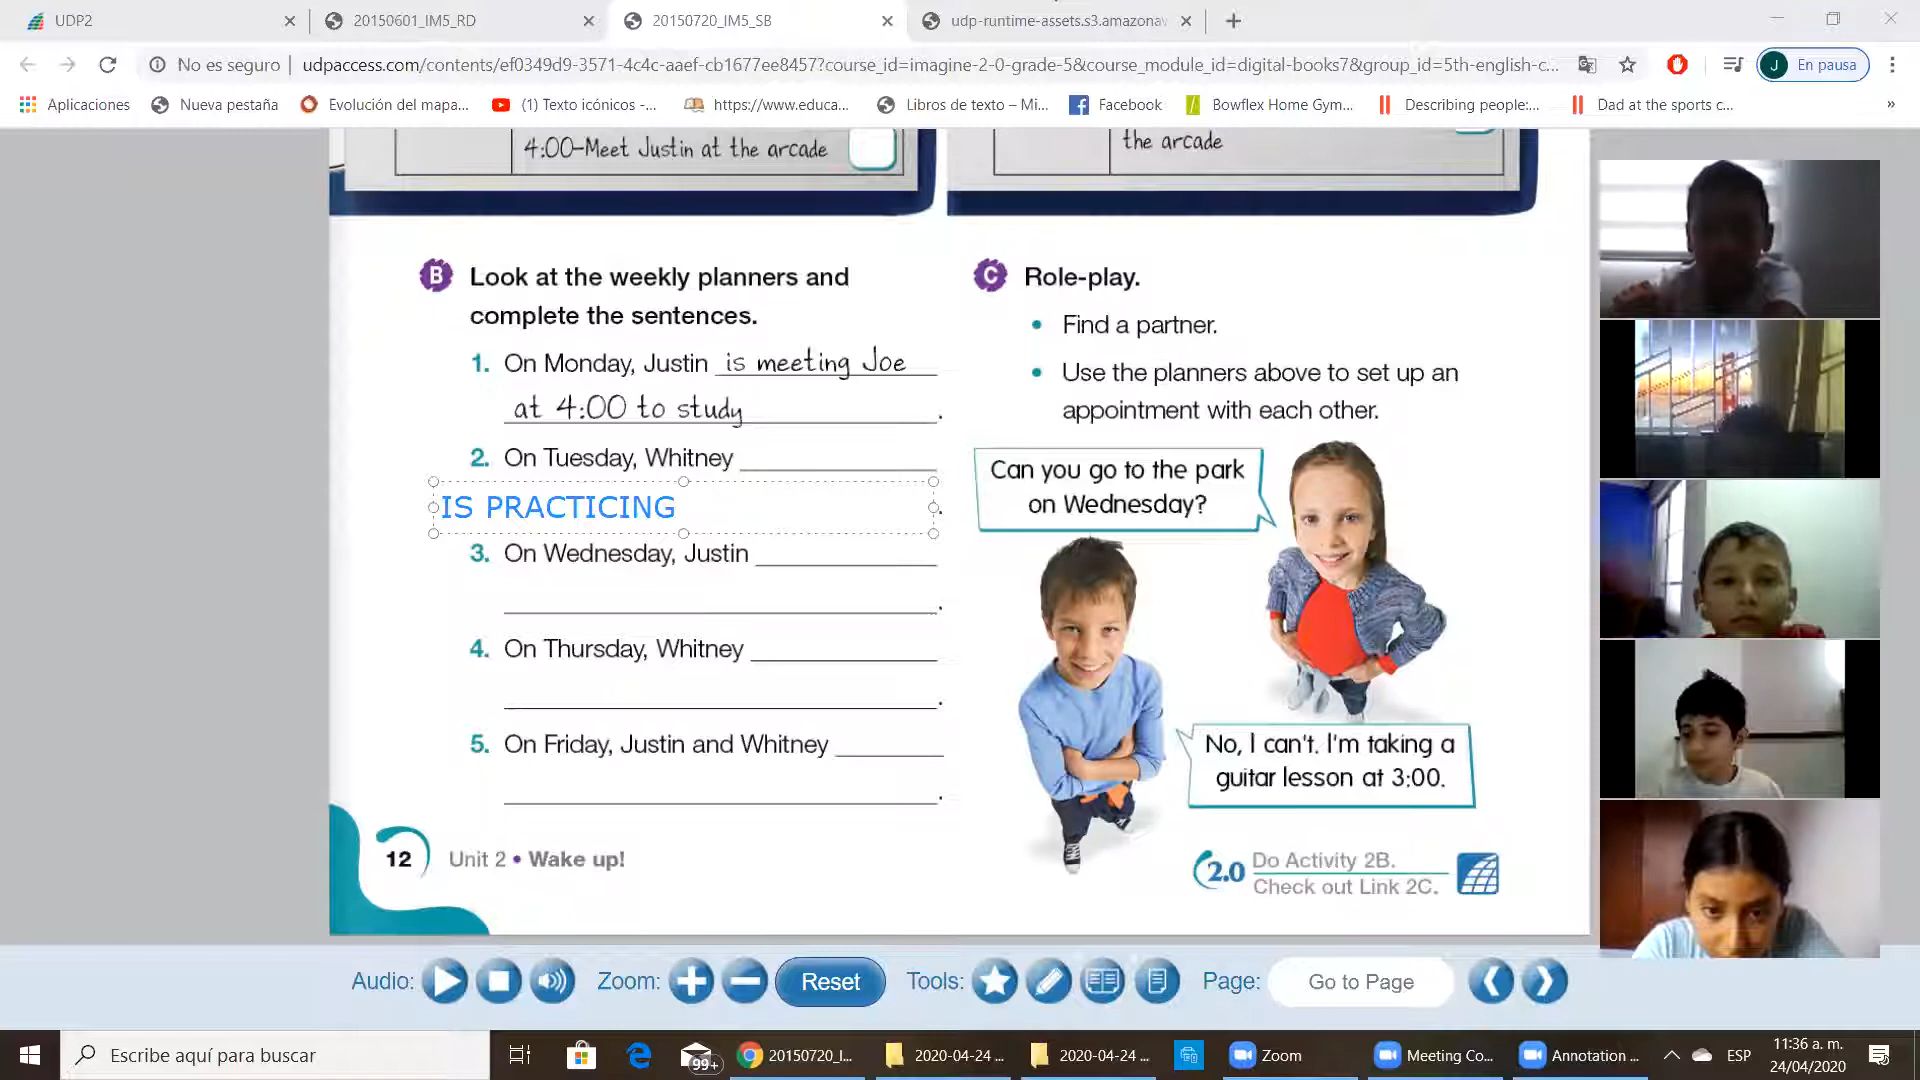 UDP2
20150601_IM5_RD
20150720_IM5_SB
udp-runtime-assets.s3.amazonav
No es seguro
udpaccess.com/contents/ef0349d9-3571-4c4c-aaef-cb1677ee8457?course_id=imagine-2-0-grade-5&course_module_id=digital-books7&group_id=5th-english-c...
J En pausa
Aplicaciones
Nueva pestaña
Evolución del mapa...
(1) Texto icónicos -...
https://www.educa...
Libros de texto – Mi...
Facebook
Bowflex Home Gym...
Describing people:...
Dad at the sports c...
»
4:00-Meet Justin at the arcade
the arcade
B Look at the weekly planners and
complete the sentences.
1. On Monday, Justin is meeting Joe
at 4:00 to study.
2. On Tuesday, Whitney
IS PRACTICING.
3. On Wednesday, Justin
.
4. On Thursday, Whitney
.
5. On Friday, Justin and Whitney
.
C Role-play.
• Find a partner.
• Use the planners above to set up an
appointment with each other.
Can you go to the park
on Wednesday?
No, I can't. I'm taking a
guitar lesson at 3:00.
12 Unit 2 • Wake up!
2.0 Do Activity 2B.
Check out Link 2C.
Audio:
Zoom:
Reset
Tools:
Page:
Go to Page
Escribe aquí para buscar
99+
20150720_I...
2020-04-24 ...
2020-04-24 ...
Zoom
Meeting Co...
Annotation ...
ESP
11:36 a. m.
24/04/2020